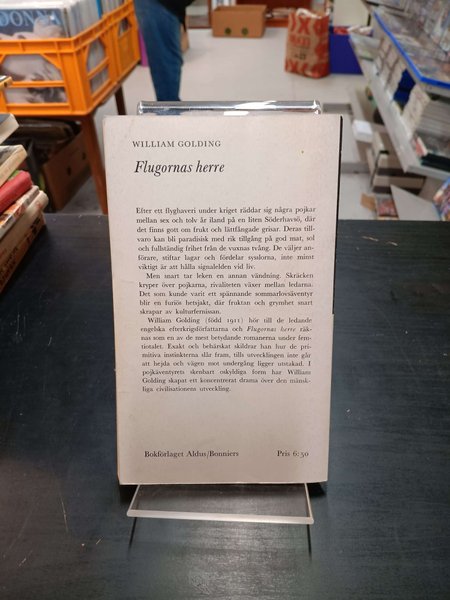 WILLIAM GOLDING
Flugornas herre
Efter ett flyghaveri under kriget räddar sig några pojkar
mellan sex och tolv år iland på en liten Söderhavsö, där
det finns gott om frukt och lättfångade grisar. Deras till-
varo kan bli paradisisk med rik tillgång på god mat, sol
och fullständig frihet från de vuxnas tvång. De väljer an-
förare, stiftar lagar och fördelar sysslorna, inte minst
viktigt är att hålla signalelden vid liv.
Men snart tar leken en annan vändning. Skräcken
kryper över pojkarna, rivaliteten växer mellan ledarna.
Det som kunde varit ett spännande sommarlovsäventyr
blir en furiös hetsjakt, där fruktan och grymhet snart
skrapar av kulturfernissan.
William Golding (född 1911) hör till de ledande
engelska efterkrigsförfattarna och Flugornas herre räk-
nas som en av de mest betydande romanerna under fem-
tiotalet. Exakt och behärskat skildrar han hur de pri-
mitiva instinkterna slår fram, tills utvecklingen inte går
att hejda och vägen mot undergång ligger utstakad. I
pojkäventyrets skenbart oskyldiga form har William
Golding skapat ett koncentrerat drama över den mänsk-
liga civilisationens utveckling.
Bokförlaget Aldus/Bonniers Pris 6:50